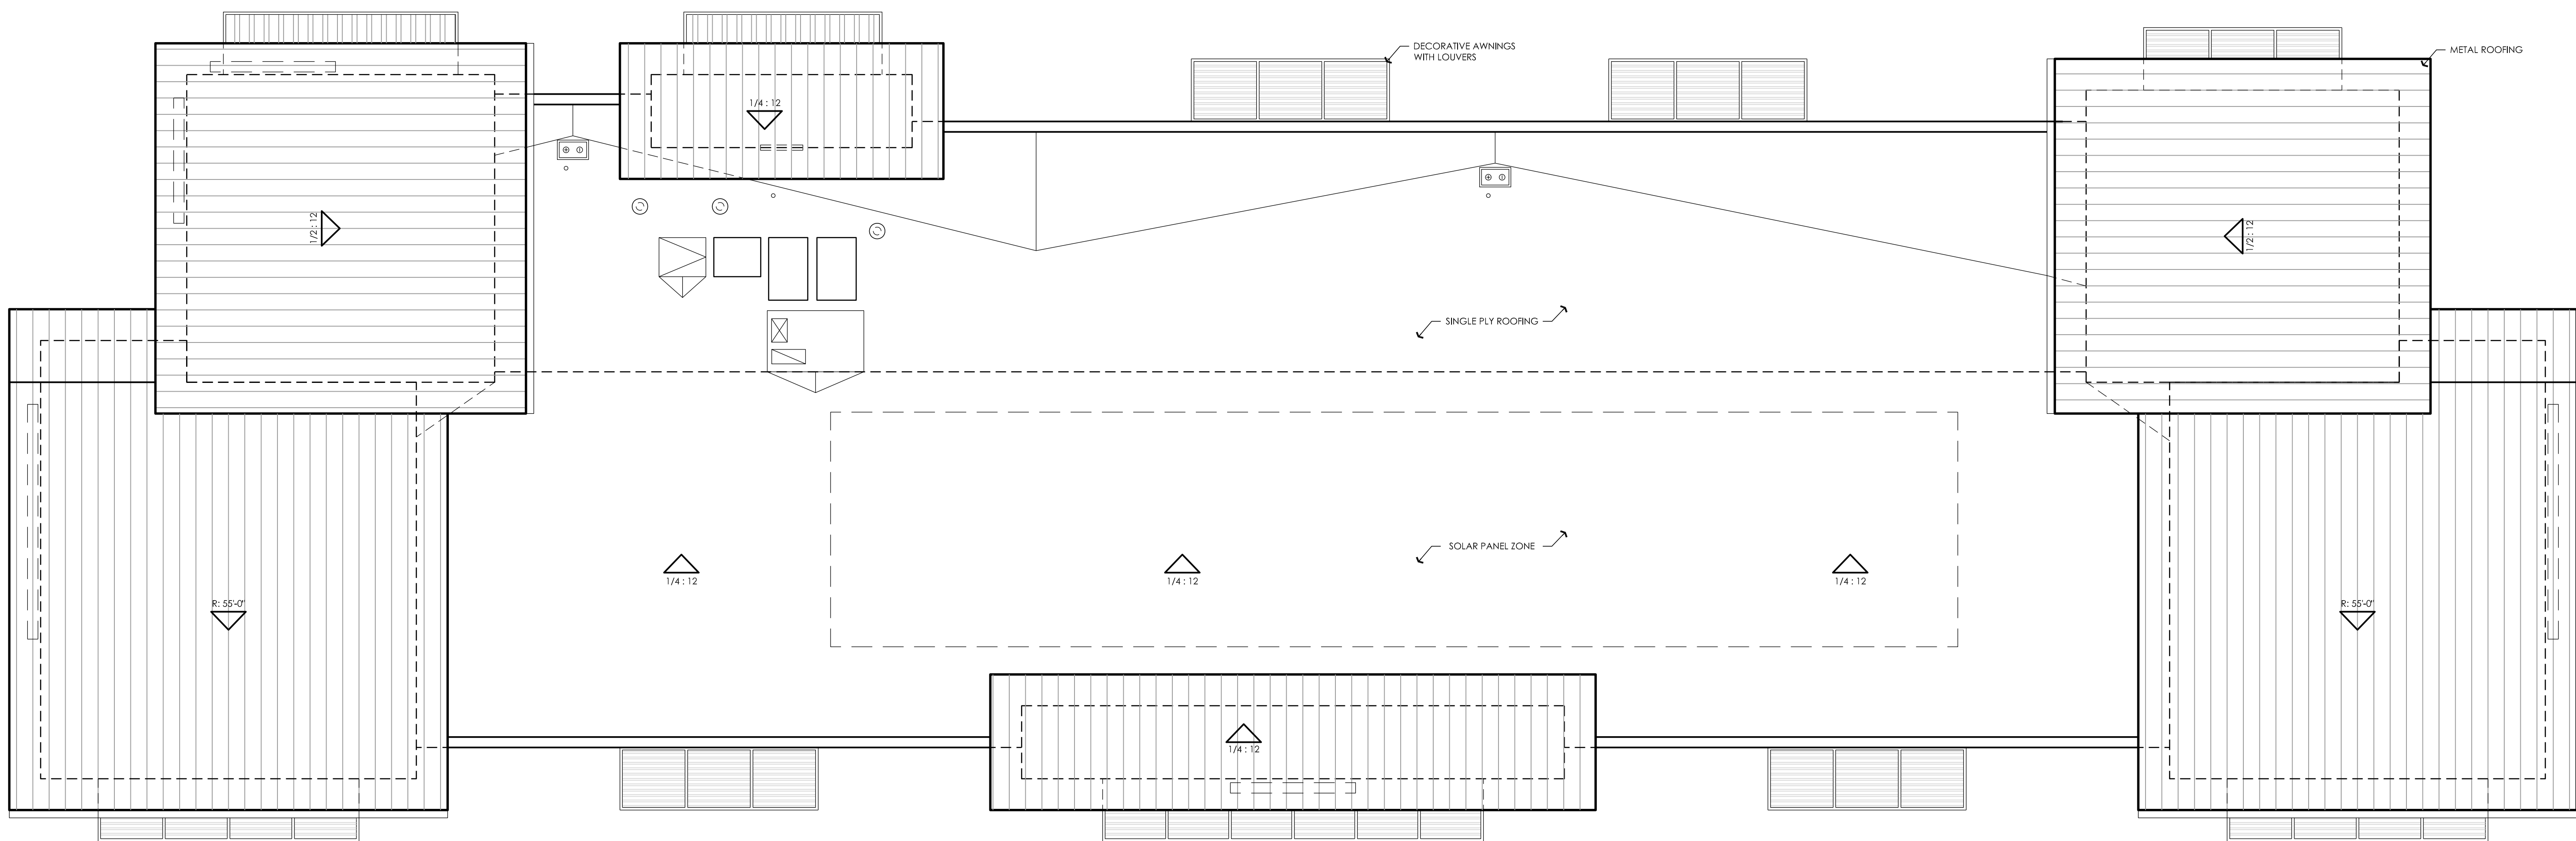 DECORATIVE AWNINGS
WITH LOUVERS
METAL ROOFING
1/4 : 12
1/2 : 12
1/2 : 12
SINGLE PLY ROOFING
SOLAR PANEL ZONE
1/4 : 12
1/4 : 12
1/4 : 12
R: 55'-0"
R: 55'-0"
1/4 : 12